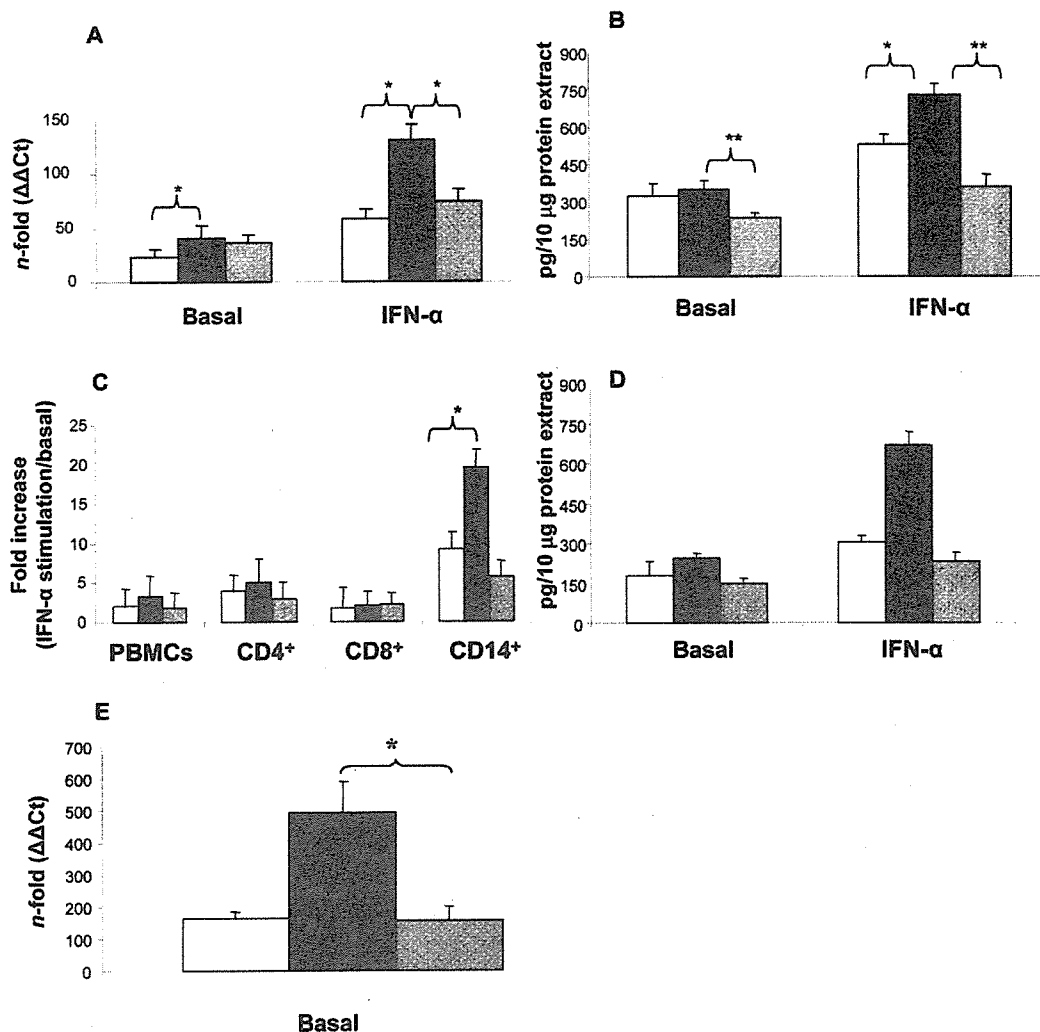 A
n-fold (ΔΔCt)
150
100
50
0
*
*
*
Basal
IFN-α
B
pg/10 µg protein extract
900
750
600
450
300
150
0
**
*
**
Basal
IFN-α
C
Fold increase
(IFN-α stimulation/basal)
25
20
15
10
5
0
*
PBMCs
CD4+
CD8+
CD14+
D
pg/10 µg protein extract
900
750
600
450
300
150
0
Basal
IFN-α
E
n-fold (ΔΔCt)
700
600
500
400
300
200
100
0
*
Basal